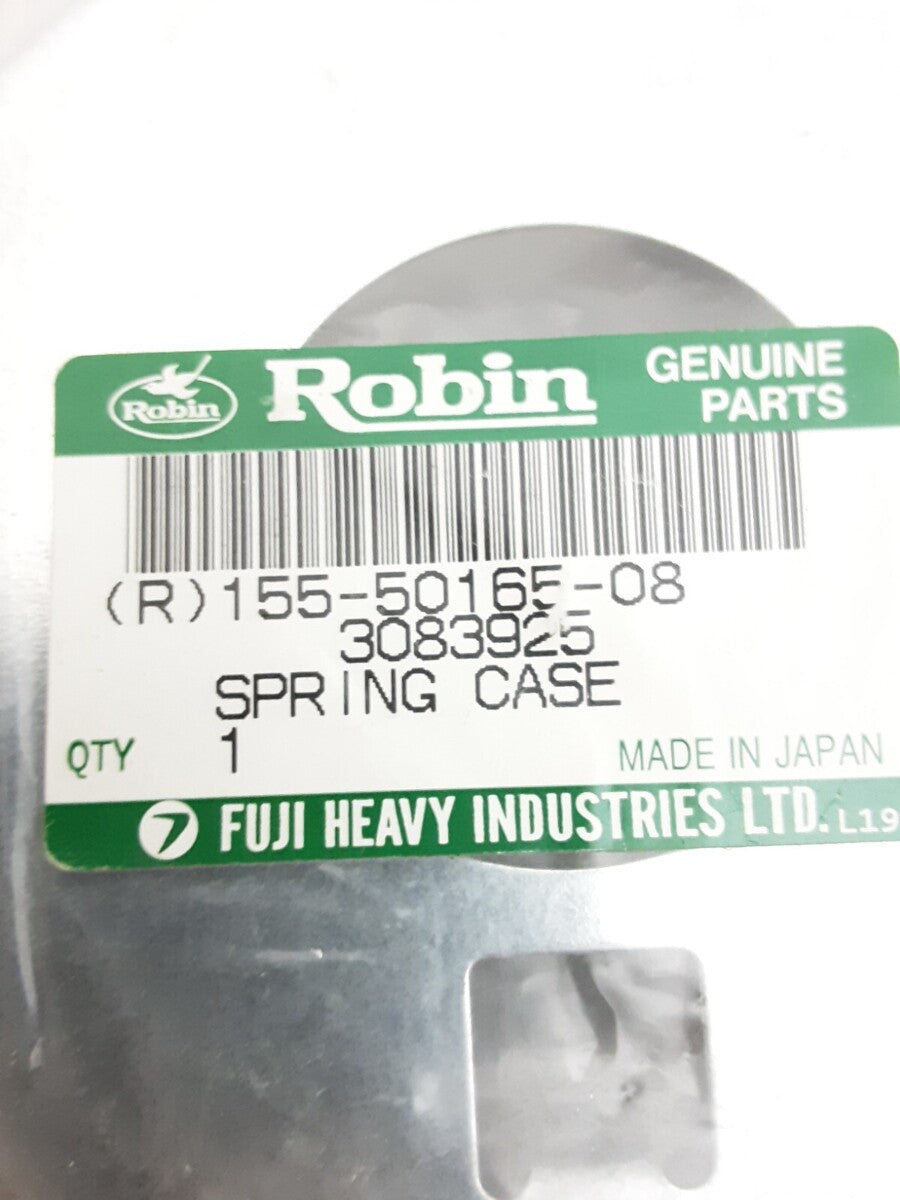 Robin
Robin
GENUINE
PARTS
(R)155-50165-08
3083925
SPRING CASE
QTY 1 MADE IN JAPAN
FUJI HEAVY INDUSTRIES LTD. L19